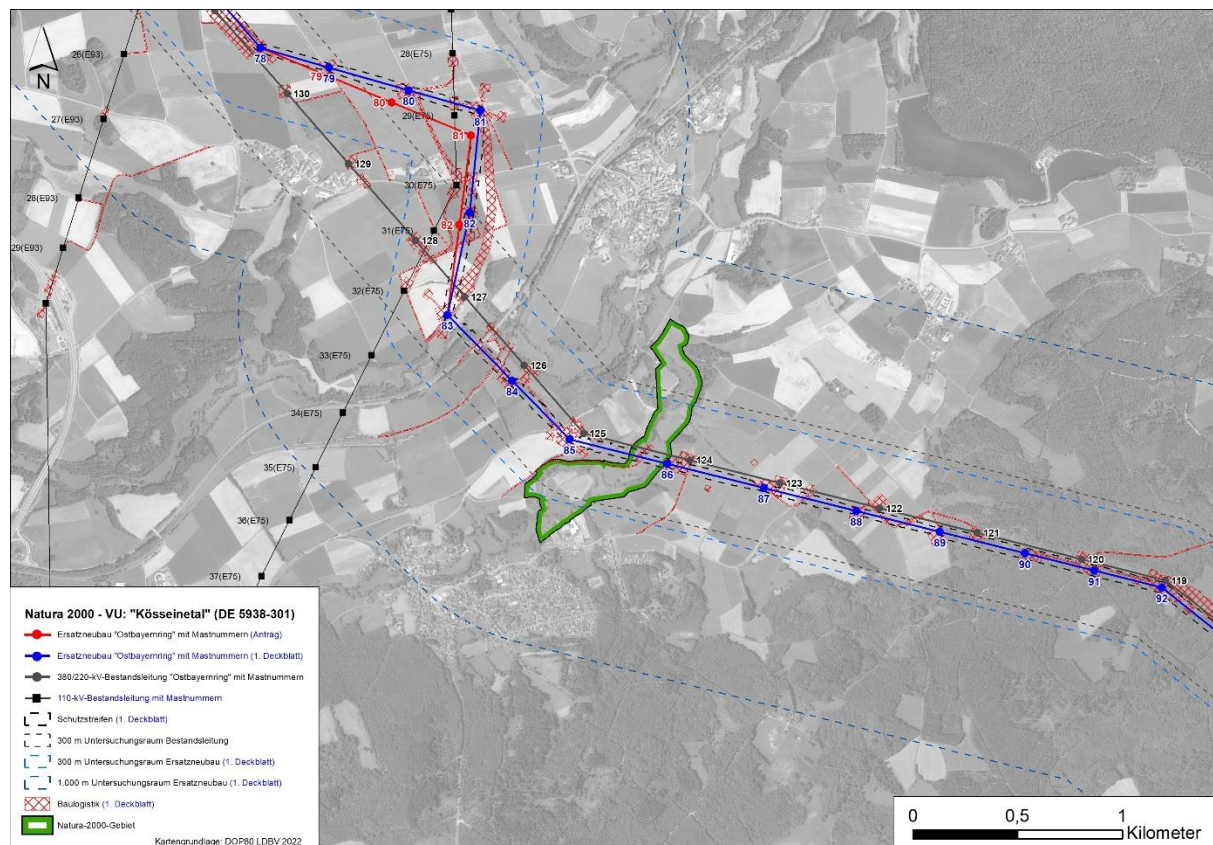 26(E93)
28(E75)
78
79
79
N
130
80
80
27(E93)
29(E75)
81
81
129
30(E75)
28(E93)
82
82
31(E75)
128
29(E93)
32(E75)
127
83
33(E75)
126
84
34(E75)
125
85
124
35(E75)
86
123
87
122
36(E75)
88
121
89
120
37(E75)
90
91
119
92
Natura 2000 - VU: "Kösseinetal" (DE 5938-301)
Ersatzneubau "Ostbayernring" mit Mastnummern (Antrag)
Ersatzneubau "Ostbayernring" mit Mastnummern (1. Deckblatt)
380/220-kV-Bestandsleitung "Ostbayernring" mit Mastnummern
110-kV-Bestandsleitung mit Mastnummern
Schutzstreifen (1. Deckblatt)
300 m Untersuchungsraum Bestandsleitung
300 m Untersuchungsraum Ersatzneubau (1. Deckblatt)
1.000 m Untersuchungsraum Ersatzneubau (1. Deckblatt)
Baulogistik (1. Deckblatt)
Natura-2000-Gebiet
Kartengrundlage: DOP80 LDBV 2022
0 0,5 1
Kilometer